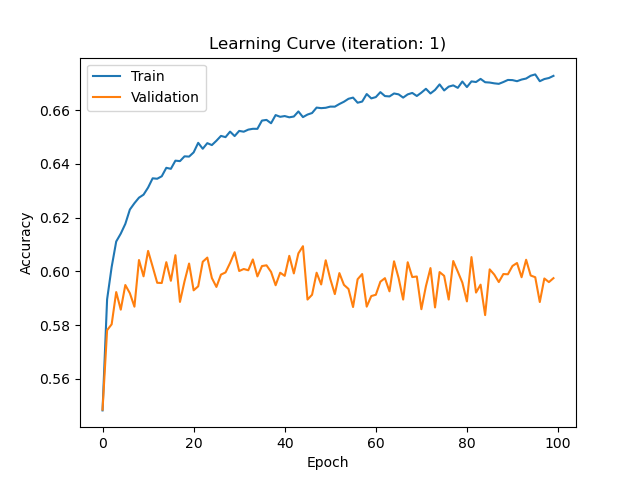 Learning Curve (iteration: 1)
Train
Validation
Accuracy
0.66
0.64
0.62
0.60
0.58
0.56
0 20 40 60 80 100
Epoch